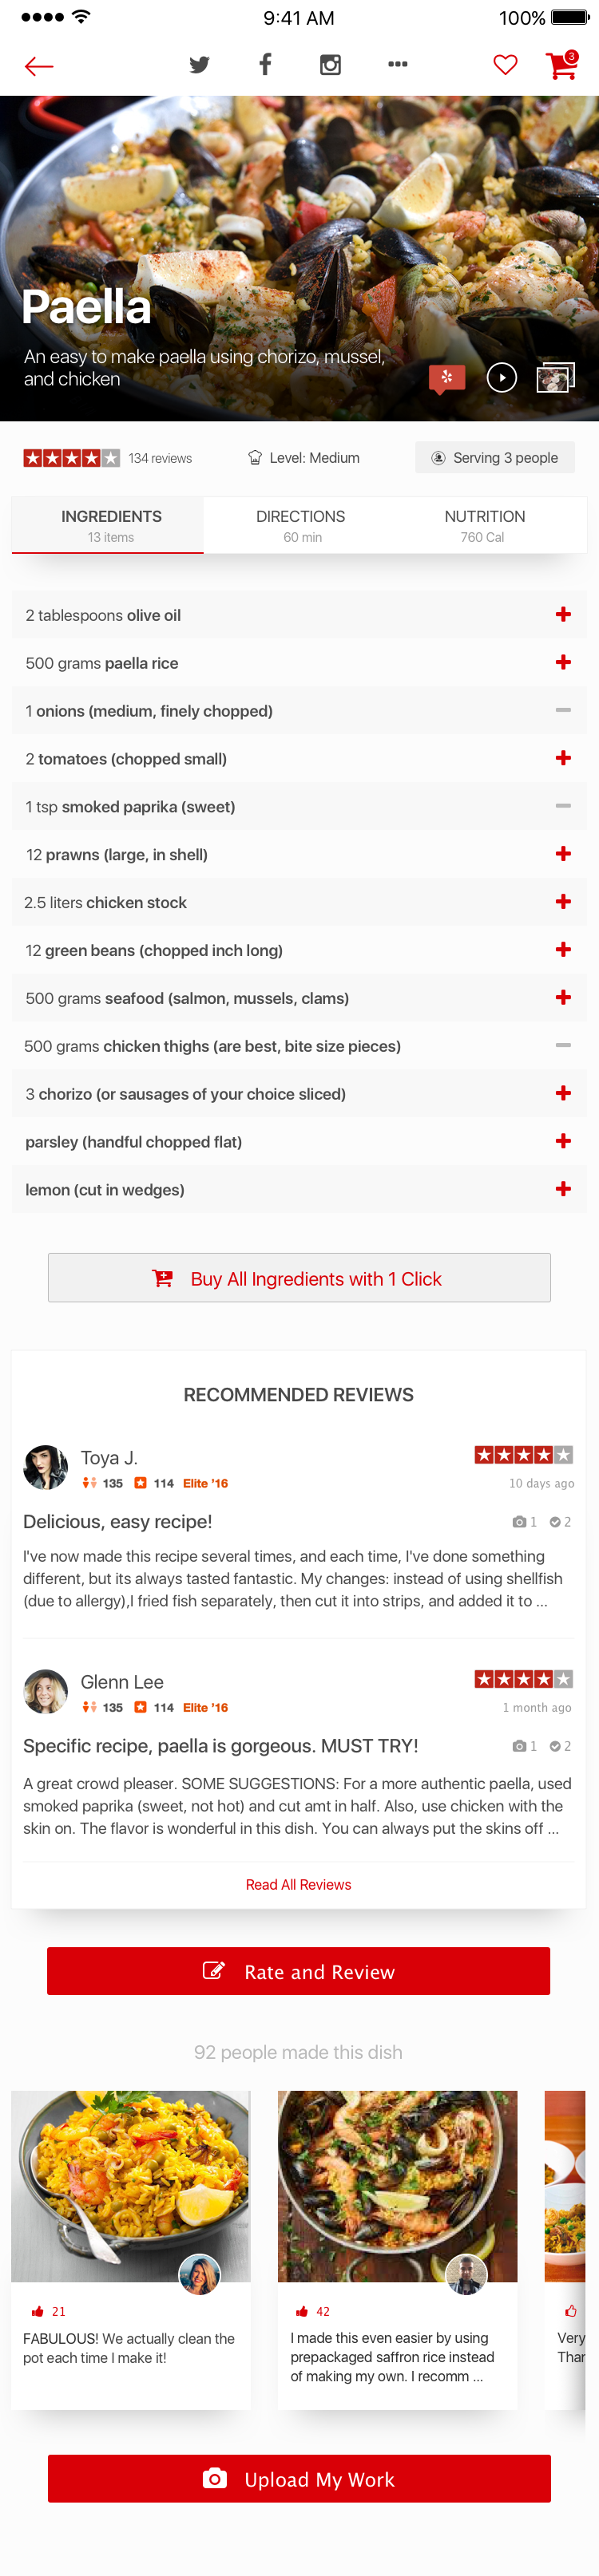 9:41 AM
100%
3
Paella
An easy to make paella using chorizo, mussel,
and chicken
134 reviews
Level: Medium
Serving 3 people
INGREDIENTS
DIRECTIONS
NUTRITION
13 items
60 min
760 Cal
2 tablespoons olive oil
500 grams paella rice
1 onions (medium, finely chopped)
2 tomatoes (chopped small)
1 tsp smoked paprika (sweet)
12 prawns (large, in shell)
2.5 liters chicken stock
12 green beans (chopped inch long)
500 grams seafood (salmon, mussels, clams)
500 grams chicken thighs (are best, bite size pieces)
3 chorizo (or sausages of your choice sliced)
parsley (handful chopped flat)
lemon (cut in wedges)
Buy All Ingredients with 1 Click
RECOMMENDED REVIEWS
Toya J.
135 114 Elite '16
10 days ago
Delicious, easy recipe!
1 2
I've now made this recipe several times, and each time, I've done something
different, but its always tasted fantastic. My changes: instead of using shellfish
(due to allergy),I fried fish separately, then cut it into strips, and added it to ...
Glenn Lee
135 114 Elite '16
1 month ago
Specific recipe, paella is gorgeous. MUST TRY!
1 2
A great crowd pleaser. SOME SUGGESTIONS: For a more authentic paella, used
smoked paprika (sweet, not hot) and cut amt in half. Also, use chicken with the
skin on. The flavor is wonderful in this dish. You can always put the skins off ...
Read All Reviews
Rate and Review
92 people made this dish
21
FABULOUS! We actually clean the
pot each time I make it!
42
I made this even easier by using
prepackaged saffron rice instead
of making my own. I recomm ...
Very
Than
Upload My Work